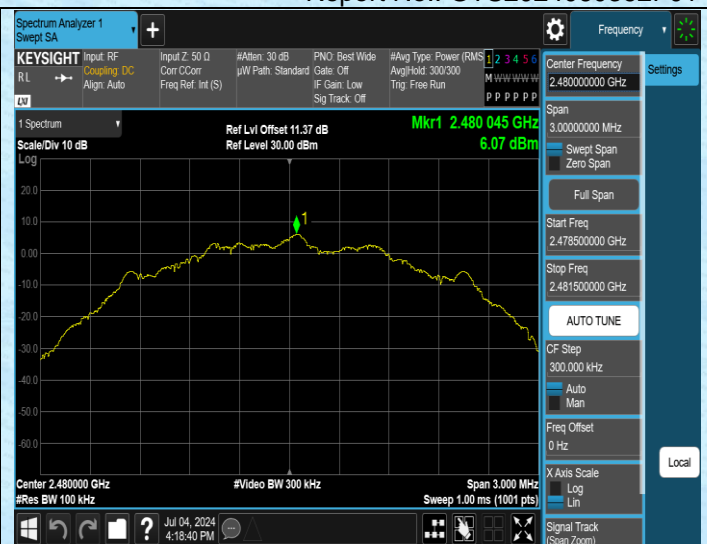 Spectrum Analyzer 1
Swept SA
+
Frequency
KEYSIGHT
RL
Input: RF
Coupling: DC
Align: Auto
Input Z: 50 Ω
Corr CCorr
Freq Ref: Int (S)
#Atten: 30 dB
µW Path: Standard
PNO: Best Wide
Gate: Off
IF Gain: Low
Sig Track: Off
#Avg Type: Power (RMS
Avg|Hold: 300/300
Trig: Free Run
1 2 3 4 5 6
M W W W W W
P P P P P P
LXI
1 Spectrum
Scale/Div 10 dB
Log
Ref Lvl Offset 11.37 dB
Ref Level 30.00 dBm
Mkr1 2.480 045 GHz
6.07 dBm
1
20.0
10.0
0.00
-10.0
-20.0
-30.0
-40.0
-50.0
-60.0
Center 2.480000 GHz
#Res BW 100 kHz
#Video BW 300 kHz
Span 3.000 MHz
Sweep 1.00 ms (1001 pts)
Center Frequency
2.480000000 GHz
Settings
Span
3.00000000 MHz
Swept Span
Zero Span
Full Span
Start Freq
2.478500000 GHz
Stop Freq
2.481500000 GHz
AUTO TUNE
CF Step
300.000 kHz
Auto
Man
Freq Offset
0 Hz
X Axis Scale
Log
Lin
Local
Signal Track
(Span Zoom)
?
Jul 04, 2024
4:18:40 PM